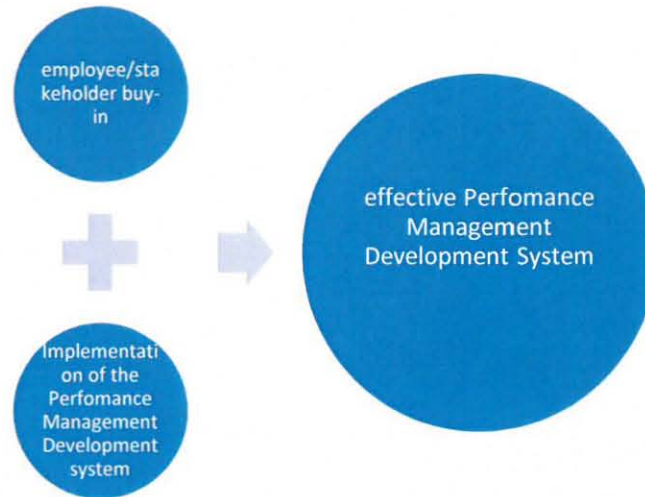 employee/sta
keholder buy-
in
Implementati
on of the
Perfomance
Management
Development
system
effective Perfomance
Management
Development System